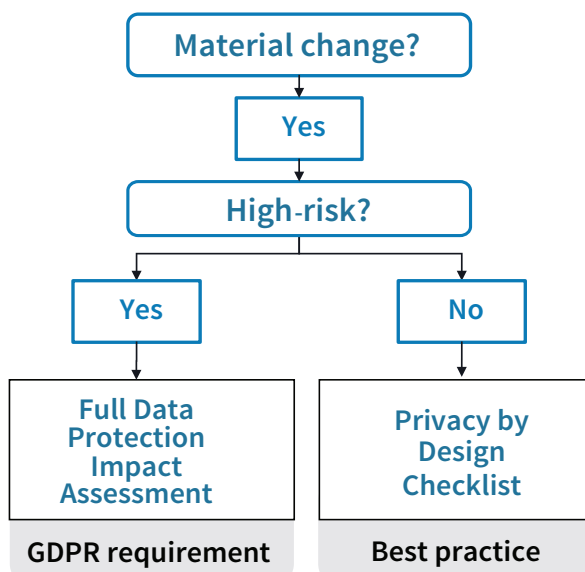 Material change?
Yes
High-risk?
Yes
No
Full Data
Protection
Impact
Assessment
GDPR requirement
Privacy by
Design
Checklist
Best practice